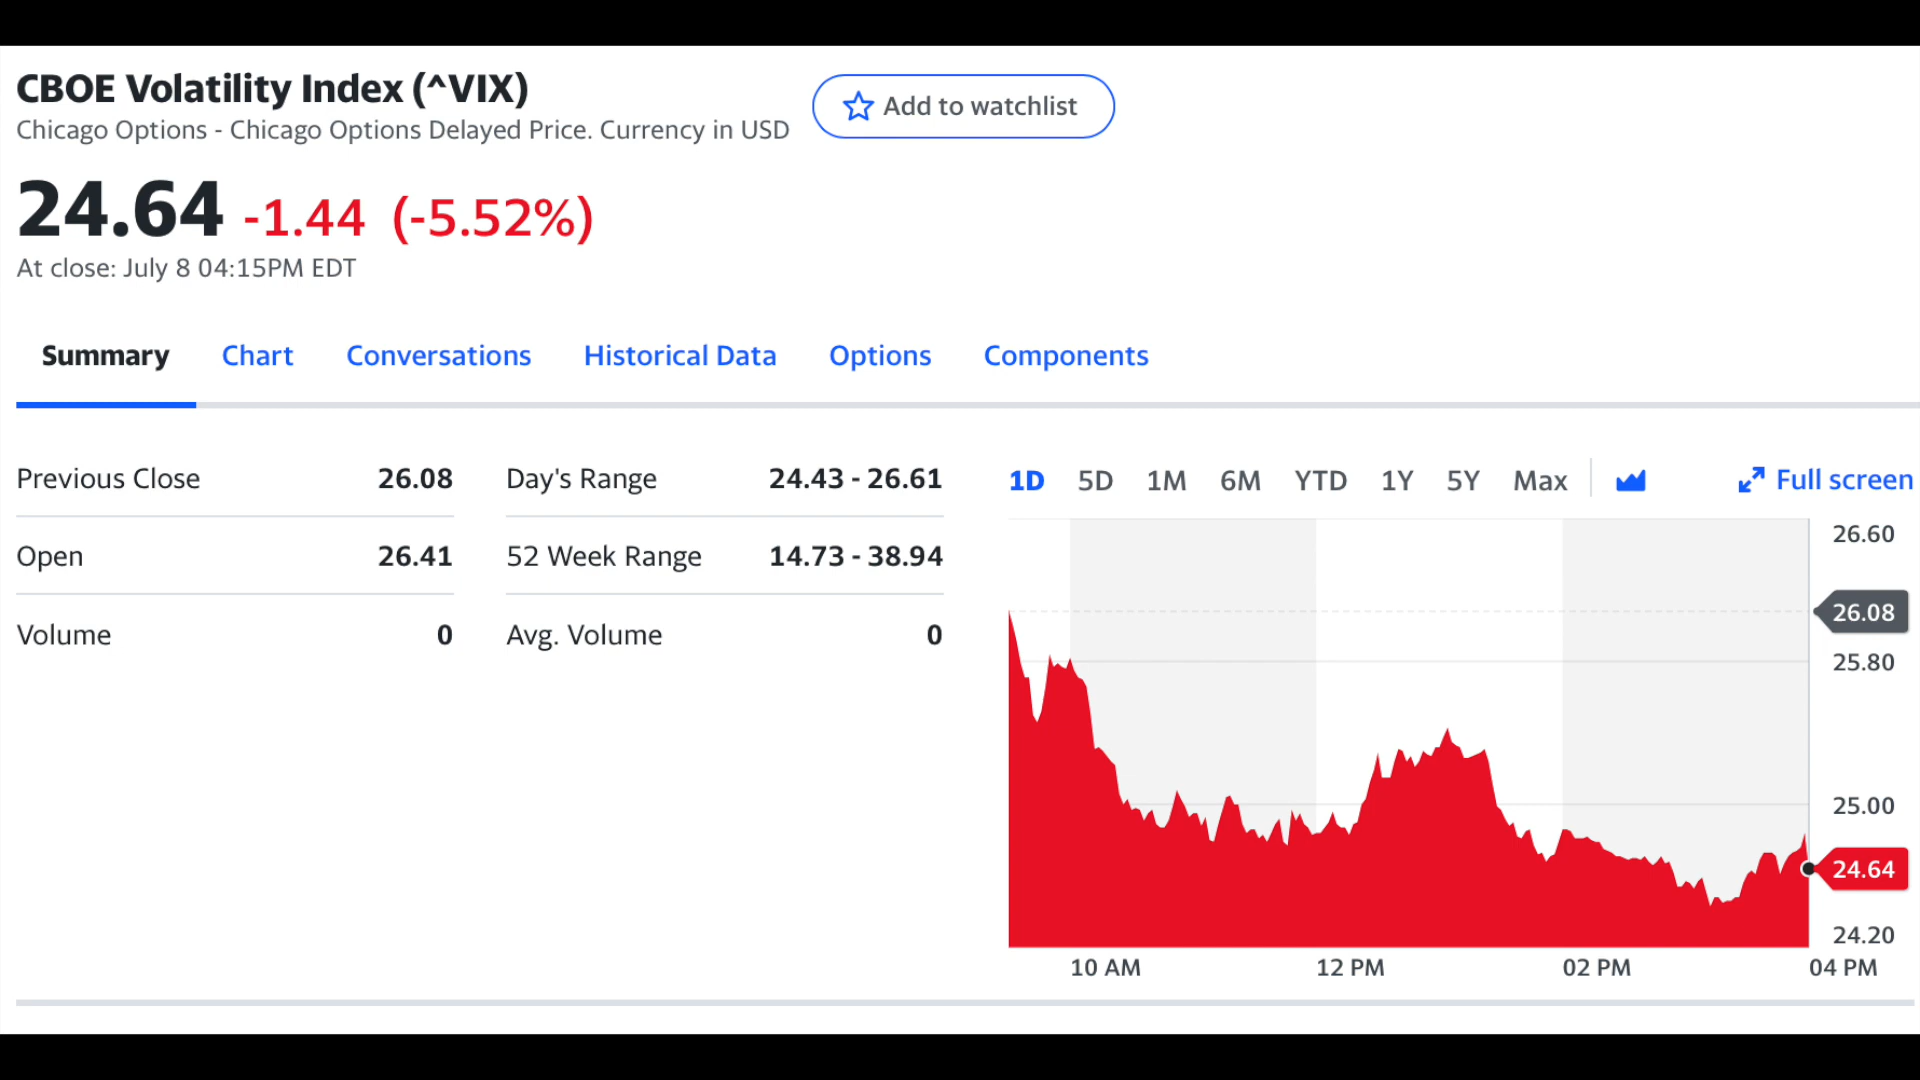 CBOE Volatility Index (^VIX)
Chicago Options - Chicago Options Delayed Price. Currency in USD
Add to watchlist
24.64 -1.44 (-5.52%)
At close: July 8 04:15PM EDT
Summary Chart Conversations Historical Data Options Components
Previous Close 26.08
Open 26.41
Volume 0
Day's Range 24.43 - 26.61
52 Week Range 14.73 - 38.94
Avg. Volume 0
1D 5D 1M 6M YTD 1Y 5Y Max Full screen
26.60
26.08
25.80
25.00
24.64
24.20
10 AM 12 PM 02 PM 04 PM